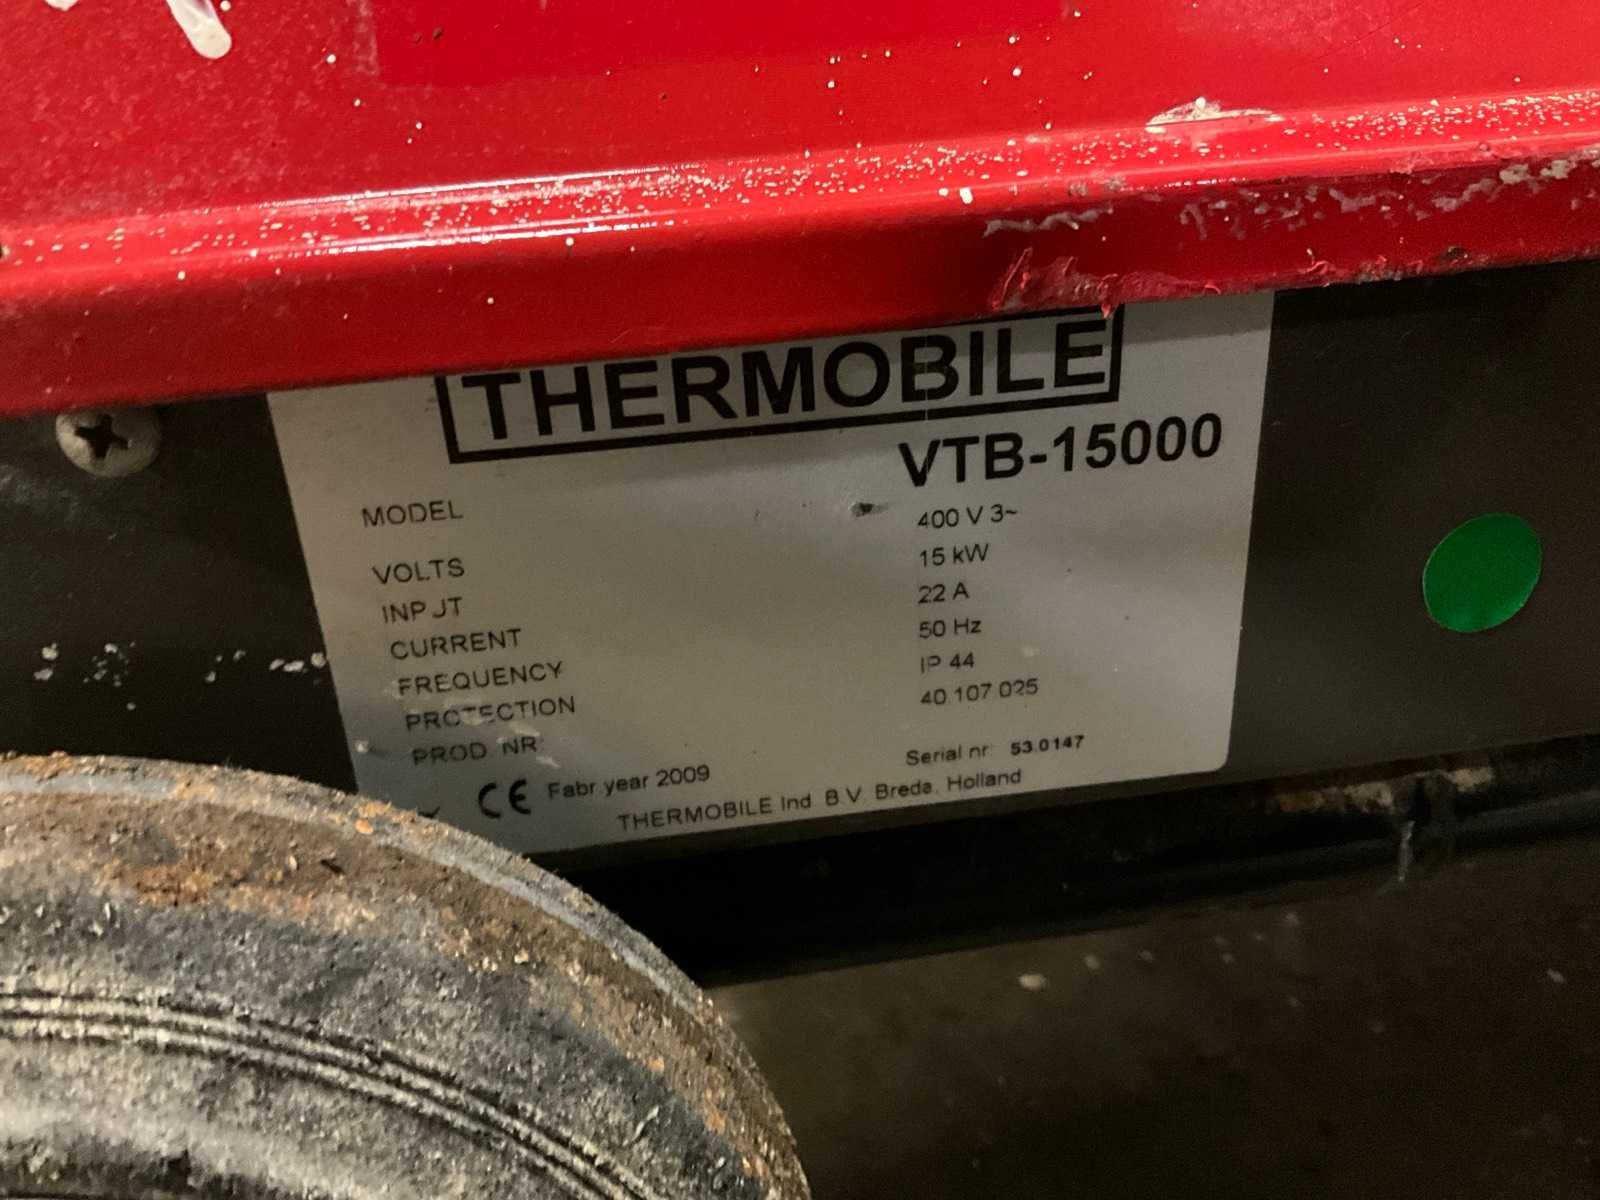 THERMOBILE
VTB-15000
MODEL
400 V 3~
VOLTS
15 kW
INPUT
22 A
CURRENT
50 Hz
FREQUENCY
IP 44
PROTECTION
40.107.025
PROD. NR:
Serial nr: 53.0147
CE Fabr.year 2009
THERMOBILE Ind. B.V. Breda, Holland